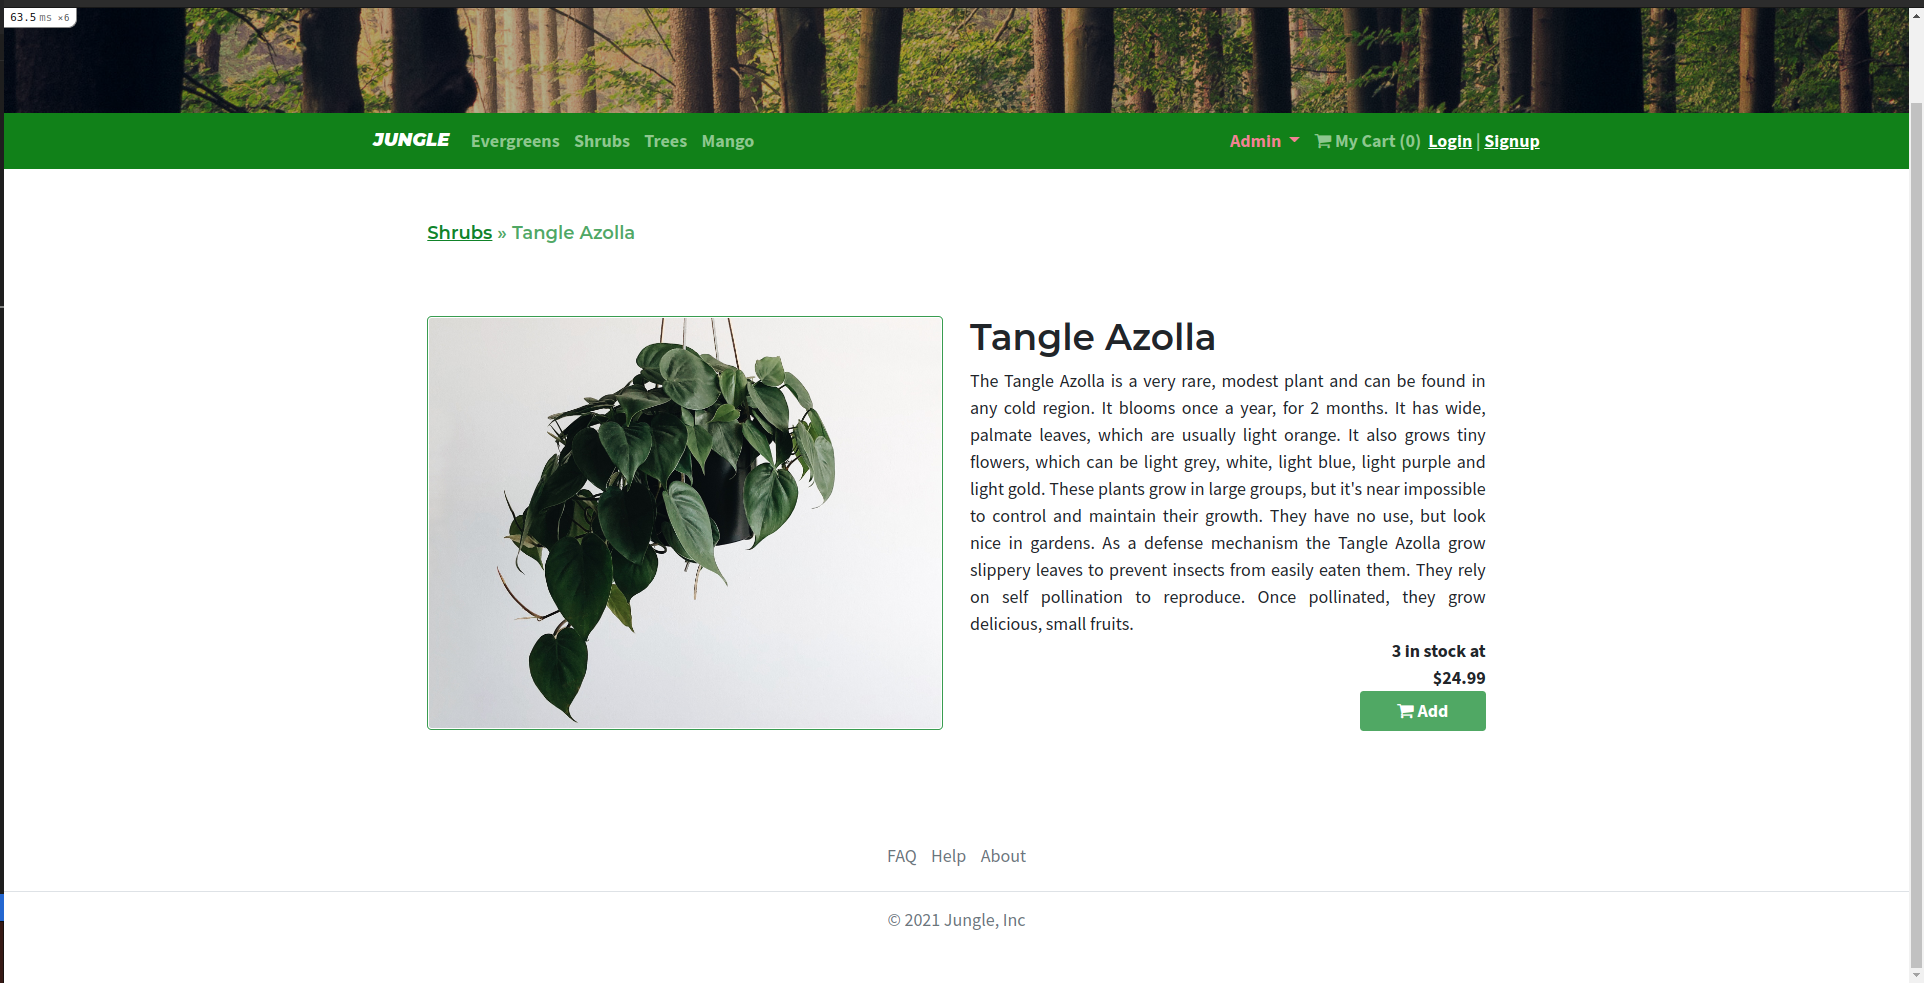 63.5 ms ×6
JUNGLE Evergreens Shrubs Trees Mango Admin My Cart (0) Login | Signup
Shrubs » Tangle Azolla
Tangle Azolla
The Tangle Azolla is a very rare, modest plant and can be found in
any cold region. It blooms once a year, for 2 months. It has wide,
palmate leaves, which are usually light orange. It also grows tiny
flowers, which can be light grey, white, light blue, light purple and
light gold. These plants grow in large groups, but it's near impossible
to control and maintain their growth. They have no use, but look
nice in gardens. As a defense mechanism the Tangle Azolla grow
slippery leaves to prevent insects from easily eaten them. They rely
on self pollination to reproduce. Once pollinated, they grow
delicious, small fruits.
3 in stock at
$24.99
Add
FAQ Help About
© 2021 Jungle, Inc